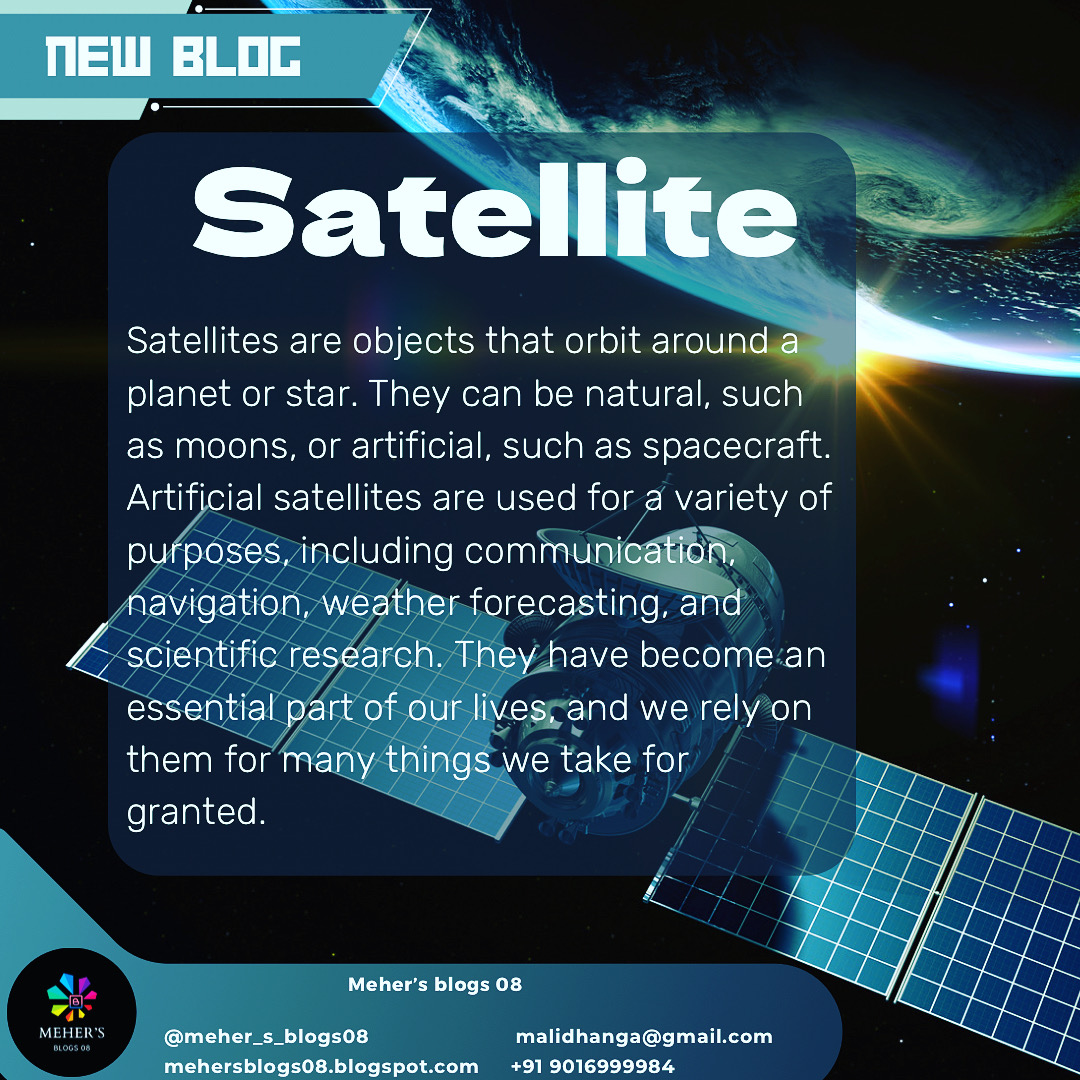 NEW BLOG
Satellite
Satellites are objects that orbit around a
planet or star. They can be natural, such
as moons, or artificial, such as spacecraft.
Artificial satellites are used for a variety of
purposes, including communication,
navigation, weather forecasting, and
scientific research. They have become an
essential part of our lives, and we rely on
them for many things we take for
granted.
Meher's blogs 08
@meher_s_blogs08 malidhanga@gmail.com
mehersblogs08.blogspot.com +91 9016999984
B
MEHER'S
BLOGS 08